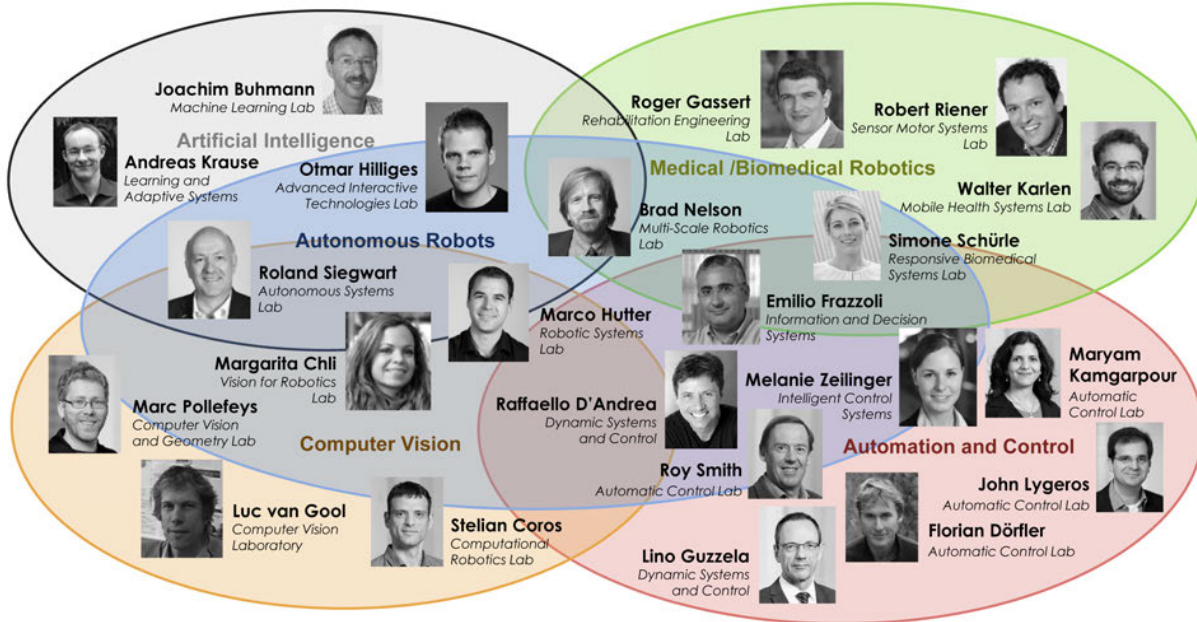 Joachim Buhmann
Machine Learning Lab
Artificial Intelligence
Andreas Krause
Learning and
Adaptive Systems
Otmar Hilliges
Advanced Interactive
Technologies Lab
Roger Gassert
Rehabilitation Engineering
Lab
Robert Riener
Sensor Motor Systems
Lab
Medical /Biomedical Robotics
Walter Karlen
Mobile Health Systems Lab
Brad Nelson
Multi-Scale Robotics
Lab
Simone Schürle
Responsive Biomedical
Systems Lab
Autonomous Robots
Roland Siegwart
Autonomous Systems
Lab
Marco Hutter
Robotic Systems
Lab
Emilio Frazzoli
Information and Decision
Systems
Margarita Chli
Vision for Robotics
Lab
Melanie Zeilinger
Intelligent Control
Systems
Maryam
Kamgarpour
Automatic
Control Lab
Marc Pollefeys
Computer Vision
and Geometry Lab
Raffaello D'Andrea
Dynamic Systems
and Control
Computer Vision
Automation and Control
Roy Smith
Automatic Control Lab
John Lygeros
Automatic Control Lab
Luc van Gool
Computer Vision
Laboratory
Stelian Coros
Computational
Robotics Lab
Florian Dörfler
Automatic Control Lab
Lino Guzzela
Dynamic Systems
and Control